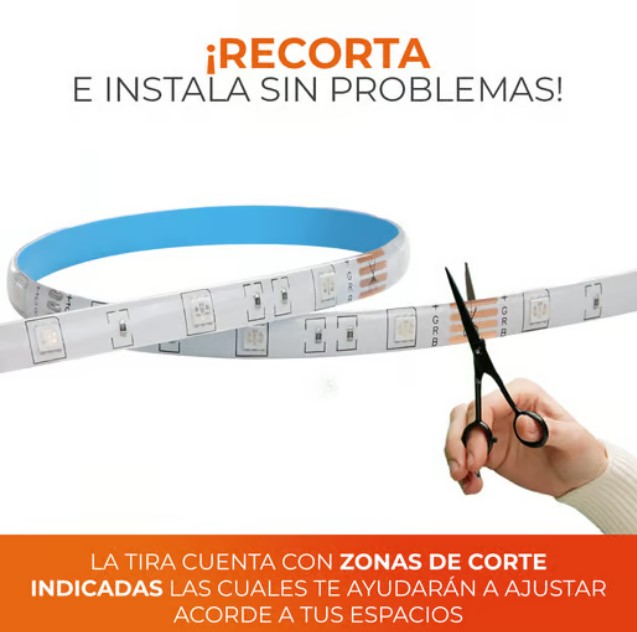 ¡RECORTA
E INSTALA SIN PROBLEMAS!
+
G
R
B
+
G
R
B
+
G
R
B
LA TIRA CUENTA CON ZONAS DE CORTE
INDICADAS LAS CUALES TE AYUDARÁN A AJUSTAR
ACORDE A TUS ESPACIOS